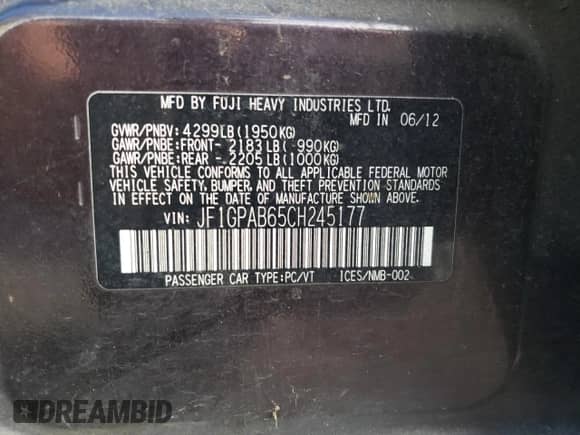 MFD BY FUJI HEAVY INDUSTRIES LTD.
MFD IN 06/12
GVWR/PNBV: 4299LB(1950KG)
GAWR/PNBE:FRONT- 2183LB( 990KG)
GAWR/PNBE:REAR - 2205LB(1000KG)
THIS VEHICLE CONFORMS TO ALL APPLICABLE FEDERAL MOTOR
VEHICLE SAFETY, BUMPER, AND THEFT PREVENTION STANDARDS
IN EFFECT ON THE DATE OF MANUFACTURE SHOWN ABOVE.
VIN: JF1GPAB65CH245177
PASSENGER CAR TYPE:PC/VT ICES/NMB-002
DREAMBID